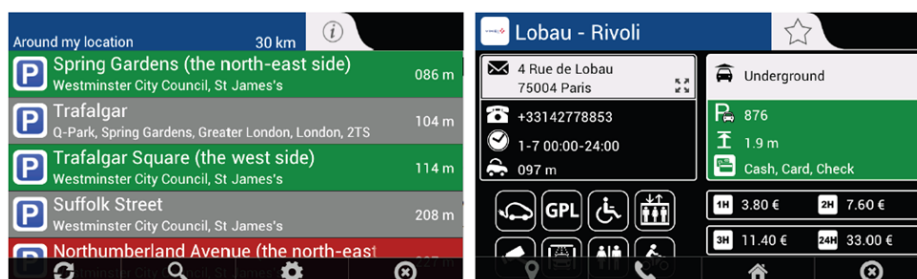 Around my location
30 km
P
Spring Gardens (the north-east side)
Westminster City Council, St James's
086 m
P
Trafalgar
Q-Park, Spring Gardens, Greater London, London, 2TS
104 m
P
Trafalgar Square (the west side)
Westminster City Council, St James's
114 m
P
Suffolk Street
Westminster City Council, St James's
208 m
Northumberland Avenue (the north-east
Lobau - Rivoli
4 Rue de Lobau
75004 Paris
+33142778853
1-7 00:00-24:00
097 m
GPL
Underground
P 876
1.9 m
Cash, Card, Check
1H 3.80 € 2H 7.60 €
3H 11.40 € 24H 33.00 €